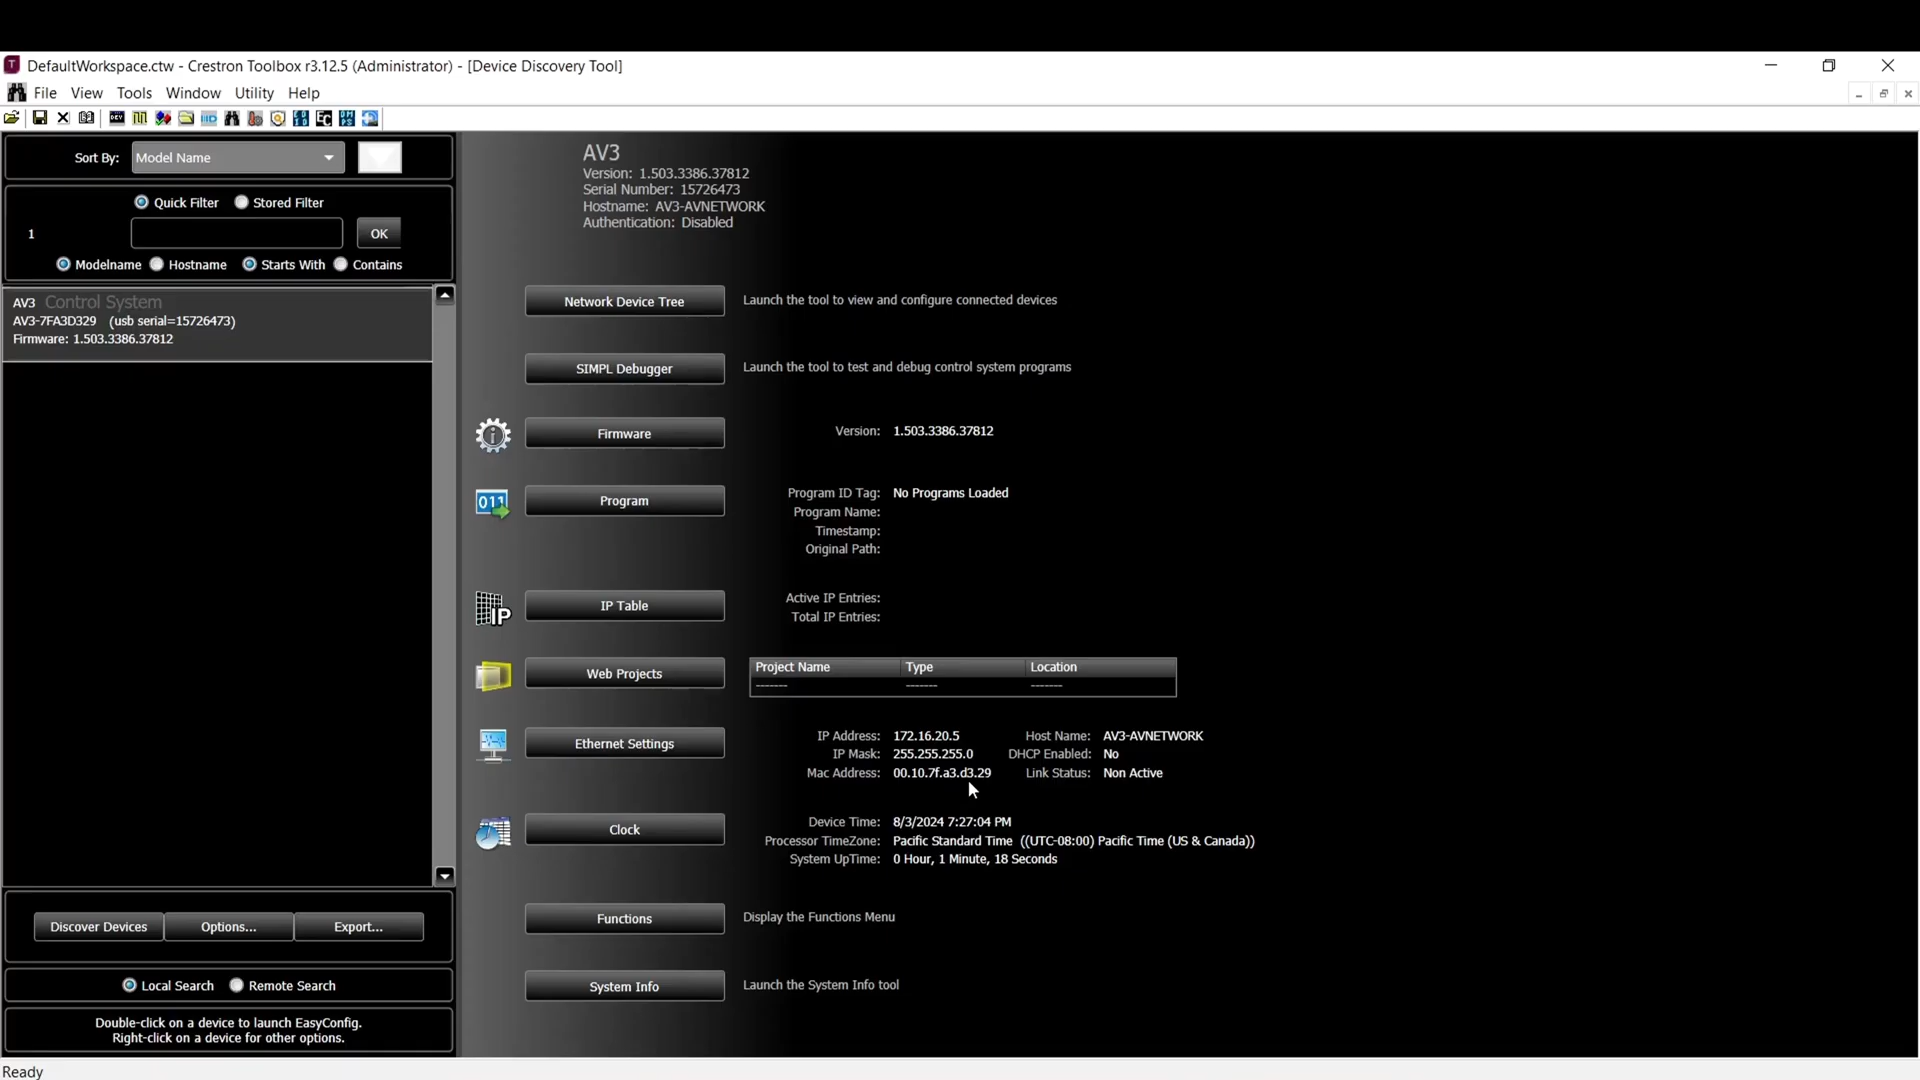 DefaultWorkspace.ctw - Crestron Toolbox r3.12.5 (Administrator) - [Device Discovery Tool]
File View Tools Window Utility Help
Sort By: Model Name
Quick Filter Stored Filter
1 OK
Modelname Hostname Starts With Contains
AV3 Control System
AV3-7FA3D329 (usb serial=15726473)
Firmware: 1.503.3386.37812
Discover Devices Options... Export...
Local Search Remote Search
Double-click on a device to launch EasyConfig.
Right-click on a device for other options.
AV3
Version: 1.503.3386.37812
Serial Number: 15726473
Hostname: AV3-AVNETWORK
Authentication: Disabled
Network Device Tree Launch the tool to view and configure connected devices
SIMPL Debugger Launch the tool to test and debug control system programs
Firmware Version: 1.503.3386.37812
011 Program Program ID Tag: No Programs Loaded
Program Name:
Timestamp:
Original Path:
IP IP Table Active IP Entries:
Total IP Entries:
Web Projects Project Name Type Location
------- ------- -------
Ethernet Settings IP Address: 172.16.20.5 Host Name: AV3-AVNETWORK
IP Mask: 255.255.255.0 DHCP Enabled: No
Mac Address: 00.10.7f.a3.d3.29 Link Status: Non Active
Clock Device Time: 8/3/2024 7:27:04 PM
Processor TimeZone: Pacific Standard Time ((UTC-08:00) Pacific Time (US & Canada))
System UpTime: 0 Hour, 1 Minute, 18 Seconds
Functions Display the Functions Menu
System Info Launch the System Info tool
Ready